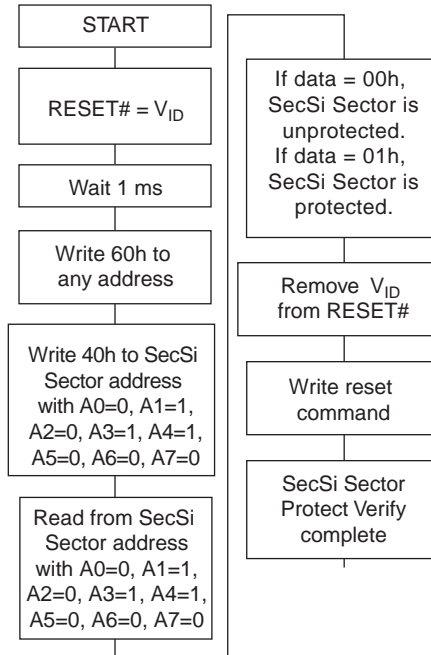 START
RESET# = VID
Wait 1 ms
Write 60h to
any address
Write 40h to SecSi
Sector address
with A0=0, A1=1,
A2=0, A3=1, A4=1,
A5=0, A6=0, A7=0
Read from SecSi
Sector address
with A0=0, A1=1,
A2=0, A3=1, A4=1,
A5=0, A6=0, A7=0
If data = 00h,
SecSi Sector is
unprotected.
If data = 01h,
SecSi Sector is
protected.
Remove VID
from RESET#
Write reset
command
SecSi Sector
Protect Verify
complete